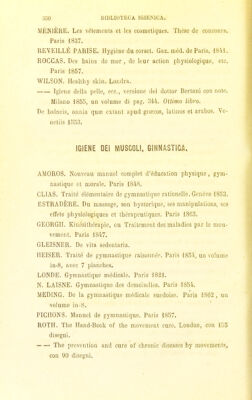 350 BIBLIOTECA IGIENICA.
MÉNIÈRE. Les vêtements et les cosmetiques. Thèse de concours,
Paris 1837.
REVEILLÉ PARISE. Hygiène du corset. Gaz. méd. de Paris, 1841.
ROCCAS. Des bains de mer, de leur action physiologique, etc.
Paris 1857.
WILSON. Healthy skin. Londra.
—— Igiene della pelle, ecc., versione del dottor Bertani con note.
Milano 1855, un volume di pag. 344. Ottimo libro.
De balneis, omnia quæ extant apud græcos, latinos et arabos. Ve-
netiis 1553.
IGIENE DEI MUSCOLI, GINNASTICA.
AMOROS. Nouveau manuel complet d'éducation physique, gym-
nastique et morale. Paris 1848.
CLIAS. Traité élémentaire de gymnastique rationelle. Genève 1853.
ESTRADÈRE. Du massage, son hystorique, ses manipulations, ses
effets physiologiques et thérapeutiques. Paris 1863.
GEORGII. Kinésithérapie, ou Traitement des maladies par le mou-
vement. Paris 1847.
GLEISNER. De vita sedentaria.
HEISER. Traité de gymnastique raisonnée. Paris 1854, un volume
in-8, avec 7 planches.
LONDE. Gymnastique médicale. Paris 1821.
N. LAISNE. Gymnastique des demoiselles. Paris 1854.
MEDING. De la gymnastique médicale suedoise. Paris 1862, un
volume in-8.
PICHONS. Manuel de gymnastique. Paris 1857.
ROTH. The Hand-Book of the movement cure. London, con 155
disegni.
—— The prevention and cure of chronic diseases by movements,
con 90 disegni.